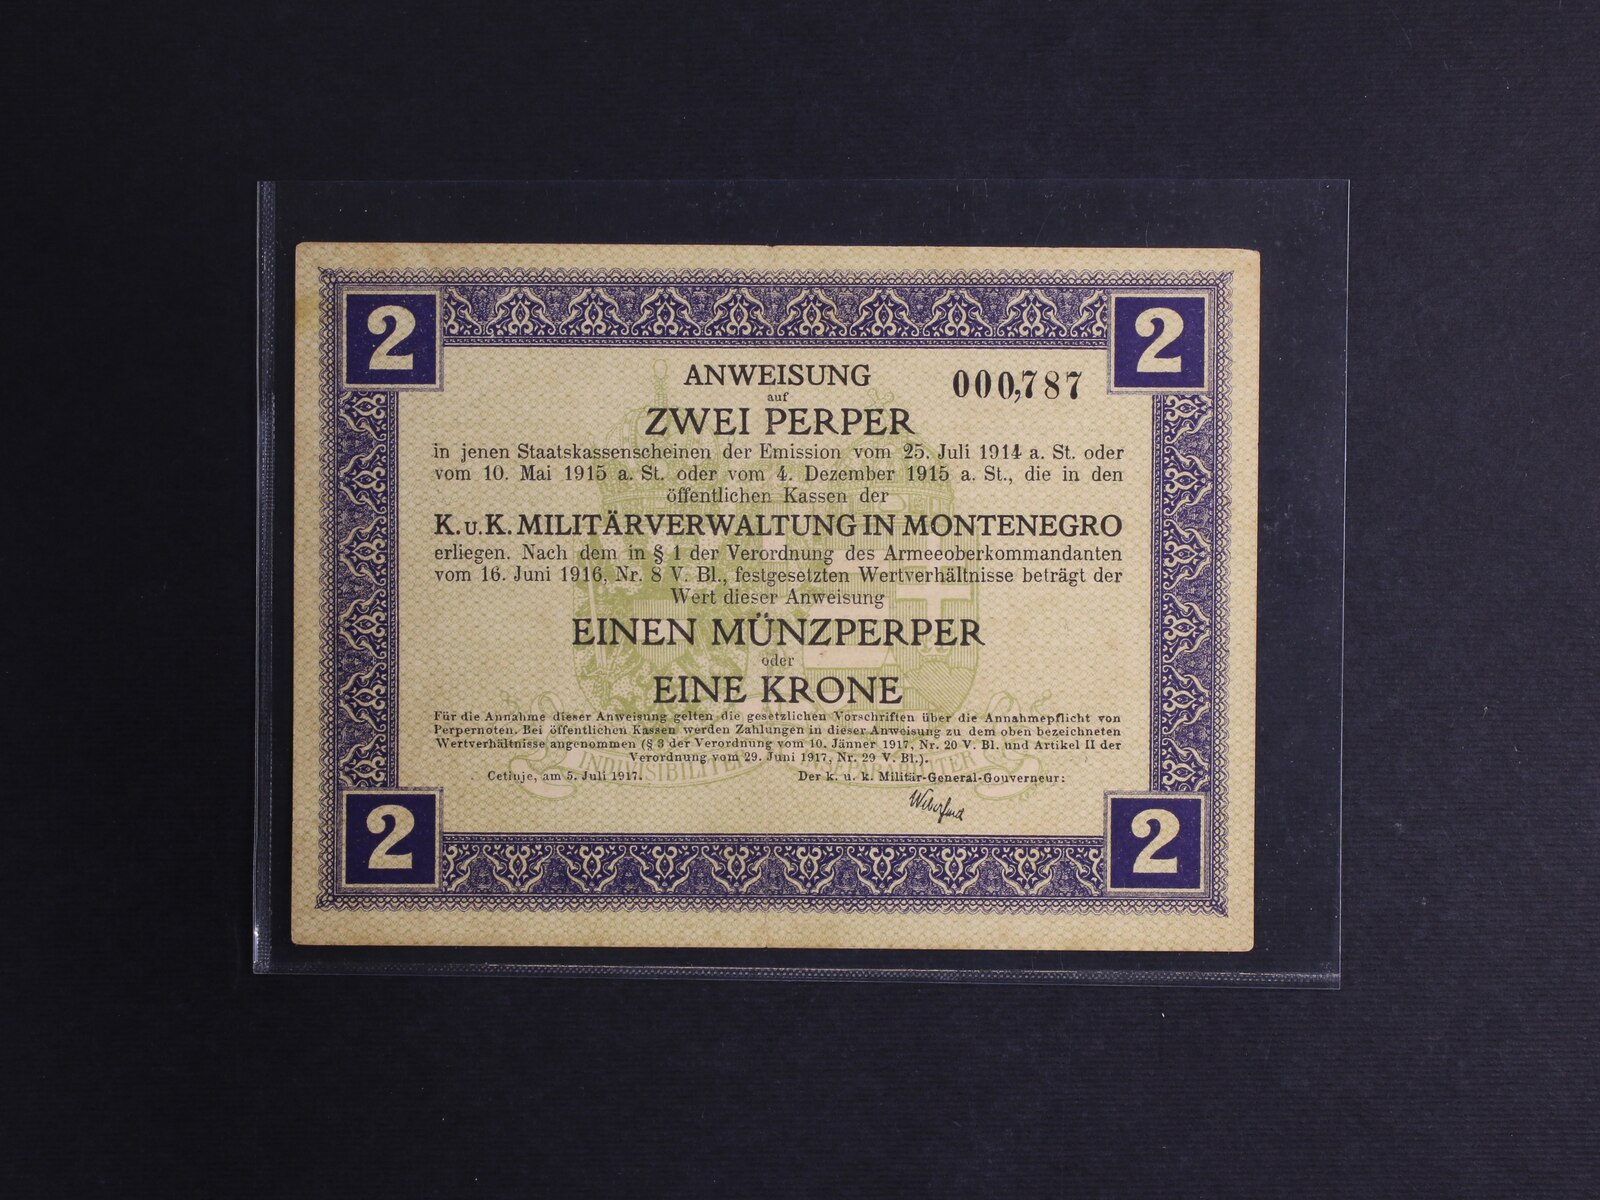 2 2
ANWEISUNG 000,787
auf
ZWEI PERPER
in jenen Staatskassenscheinen der Emission vom 25. Juli 1914 a. St. oder
vom 10. Mai 1915 a. St. oder vom 4. Dezember 1915 a. St., die in den
öffentlichen Kassen der
K. u. K. MILITÄRVERWALTUNG IN MONTENEGRO
erliegen. Nach dem in § 1 der Verordnung des Armeeoberkommandanten
vom 16. Juni 1916, Nr. 8 V. Bl., festgesetzten Wertverhältnisse beträgt der
Wert dieser Anweisung
EINEN MÜNZPERPER
oder
EINE KRONE
Für die Annahme dieser Anweisung gelten die gesetzlichen Vorschriften über die Annahmepflicht von
Perpernoten. Bei öffentlichen Kassen werden Zahlungen in dieser Anweisung zu dem oben bezeichneten
Wertverhältnisse angenommen (§ 3 der Verordnung vom 10. Jänner 1917, Nr. 20 V. Bl. und Artikel II der
Verordnung vom 29. Juni 1917, Nr. 29 V. Bl.).
Cetinje, am 5. Juli 1917. Der k. u. k. Militär-General-Gouverneur:
2 2